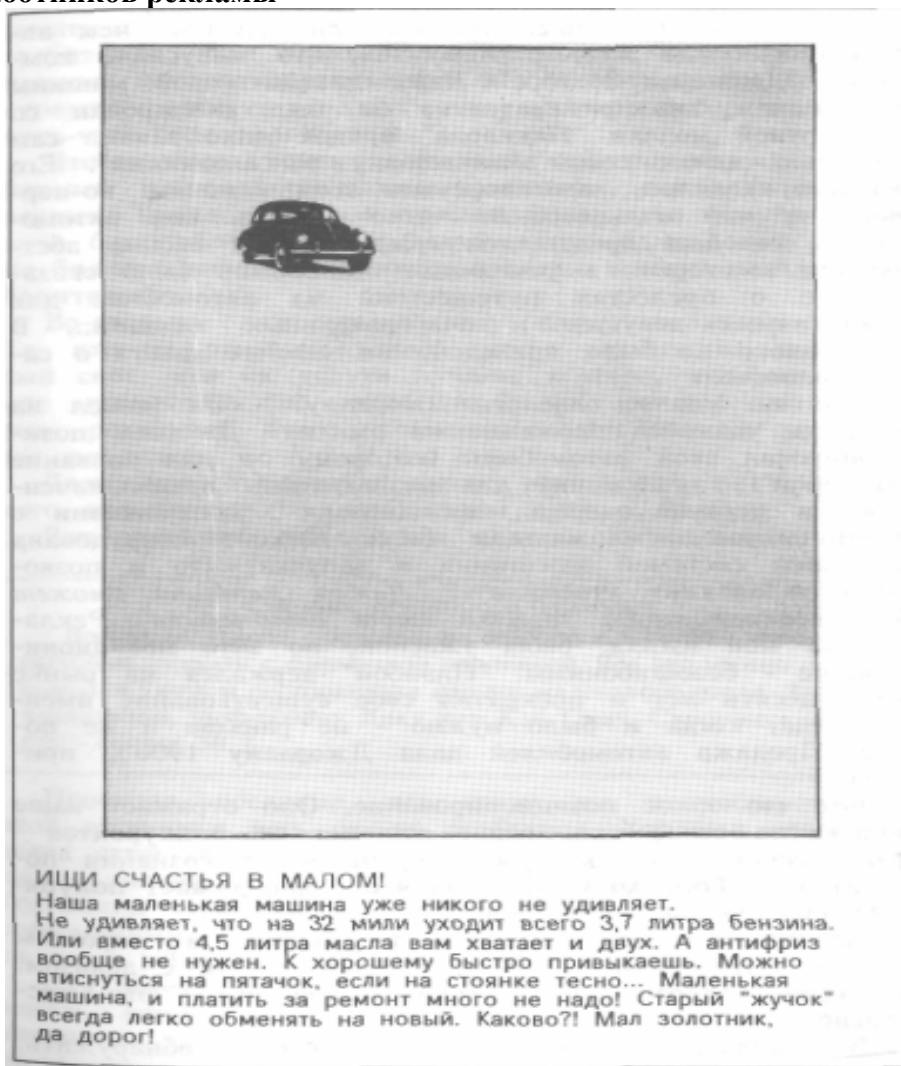 ботников рекламы
ИЩИ СЧАСТЬЯ В МАЛОМ!
Наша маленькая машина уже никого не удивляет.
Не удивляет, что на 32 мили уходит всего 3,7 литра бензина.
Или вместо 4,5 литра масла вам хватает и двух. А антифриз
вообще не нужен. К хорошему быстро привыкаешь. Можно
втиснуться на пятачок, если на стоянке тесно... Маленькая
машина, и платить за ремонт много не надо! Старый "жучок"
всегда легко обменять на новый. Каково?! Мал золотник,
да дорог!